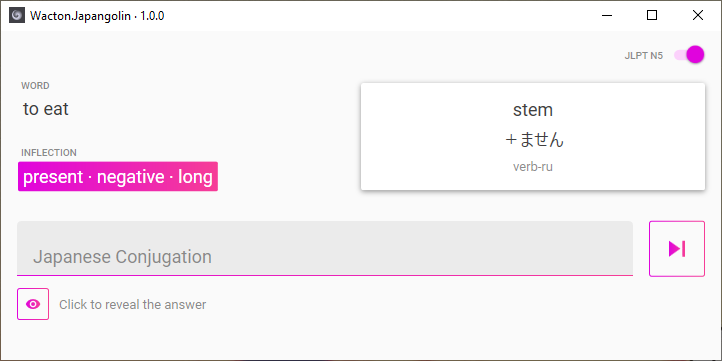 Wacton.Japangolin · 1.0.0
JLPT N5
WORD
to eat
INFLECTION
present · negative · long
stem
＋ません
verb-ru
Japanese Conjugation
Click to reveal the answer